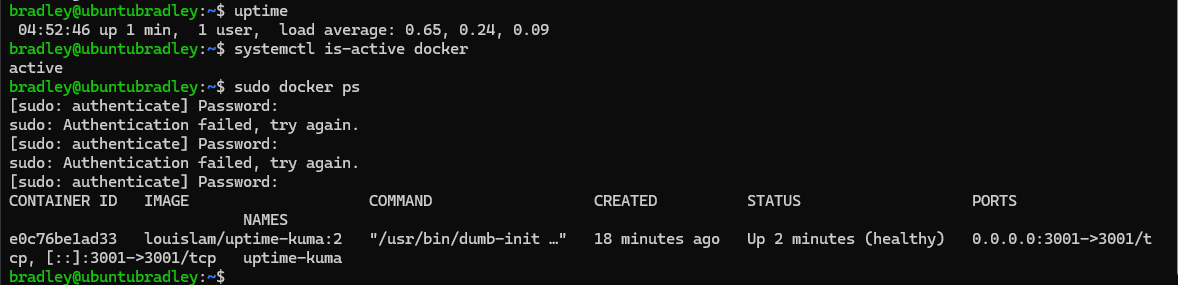 bradley@ubuntubradley:~$ uptime
 04:52:46 up 1 min,  1 user,  load average: 0.65, 0.24, 0.09
bradley@ubuntubradley:~$ systemctl is-active docker
active
bradley@ubuntubradley:~$ sudo docker ps
[sudo: authenticate] Password:
sudo: Authentication failed, try again.
[sudo: authenticate] Password:
sudo: Authentication failed, try again.
[sudo: authenticate] Password:
CONTAINER ID   IMAGE                    COMMAND                  CREATED          STATUS                   PORTS
                          NAMES
e0c76be1ad33   louislam/uptime-kuma:2   "/usr/bin/dumb-init …"   18 minutes ago   Up 2 minutes (healthy)   0.0.0.0:3001->3001/t
cp, [::]:3001->3001/tcp   uptime-kuma
bradley@ubuntubradley:~$